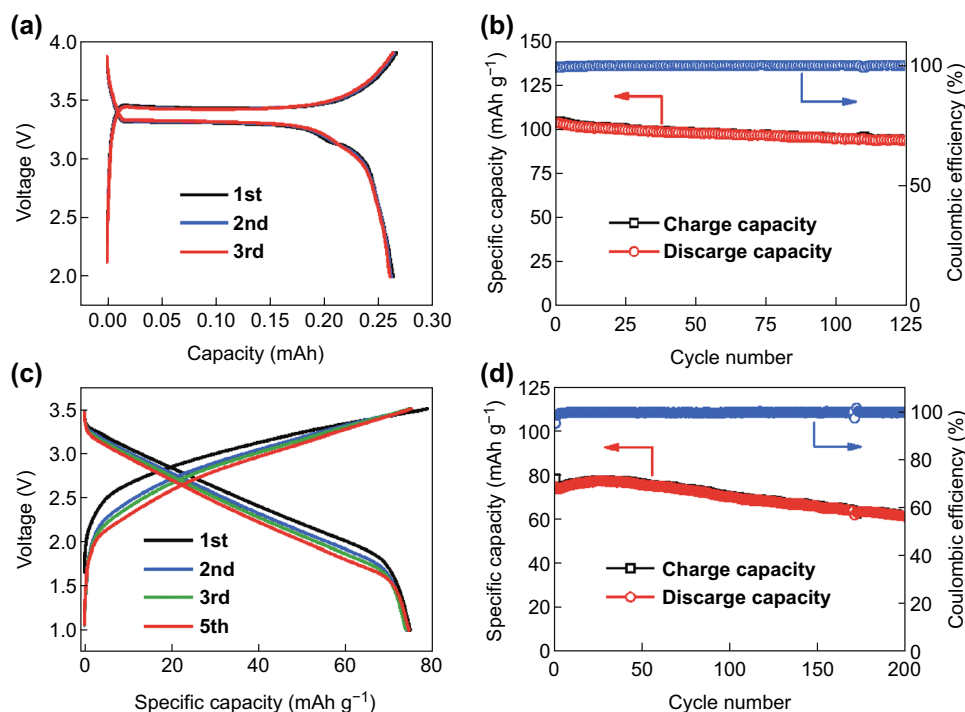 (a)
4.0
3.5
3.0
2.5
2.0
Voltage (V)
1st
2nd
3rd
0.00 0.05 0.10 0.15 0.20 0.25 0.30
Capacity (mAh)
(b)
150
125
100
75
50
25
0
Specific capacity (mAh g⁻¹)
100
50
0
Coulombic efficiency (%)
Charge capacity
Discarge capacity
0 25 50 75 100 125
Cycle number
(c)
3.5
3.0
2.5
2.0
1.5
1.0
Voltage (V)
1st
2nd
3rd
5th
0 20 40 60 80
Specific capacity (mAh g⁻¹)
(d)
120
100
80
60
40
20
0
Specific capacity (mAh g⁻¹)
100
80
60
40
20
0
Coulombic efficiency (%)
Charge capacity
Discarge capacity
0 50 100 150 200
Cycle number